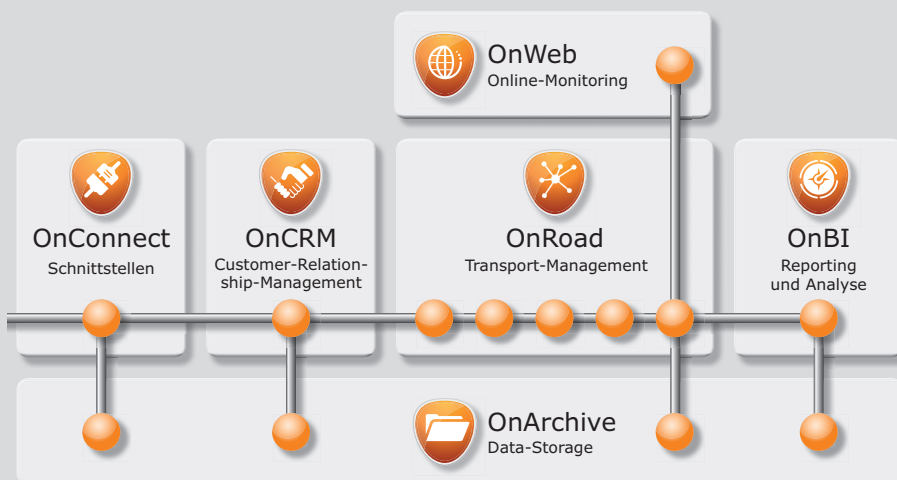 OnWeb
Online-Monitoring
OnConnect
Schnittstellen
OnCRM
Customer-Relation-
ship-Management
OnRoad
Transport-Management
OnBI
Reporting
und Analyse
OnArchive
Data-Storage